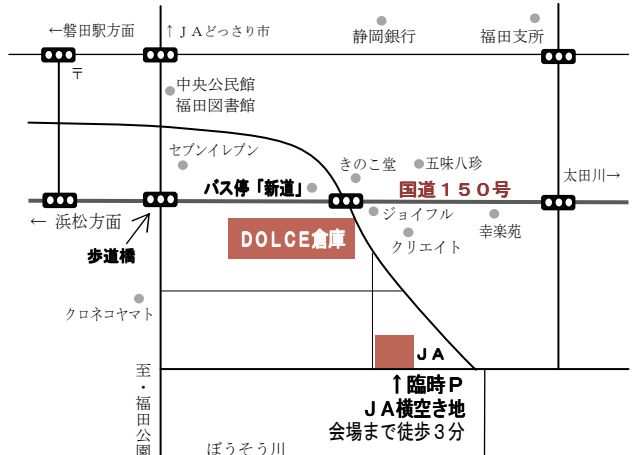 ←磐田駅方面
↑ＪＡどっさり市
静岡銀行
福田支所
〒
中央公民館
福田図書館
セブンイレブン
きのこ堂
五味八珍
太田川→
バス停「新道」
国道１５０号
← 浜松方面
ジョイフル
幸楽苑
DOLCE倉庫
クリエイト
歩道橋
クロネコヤマト
ＪＡ
至・福田公園
↑臨時Ｐ
ＪＡ横空き地
会場まで徒歩３分
ぼうそう川